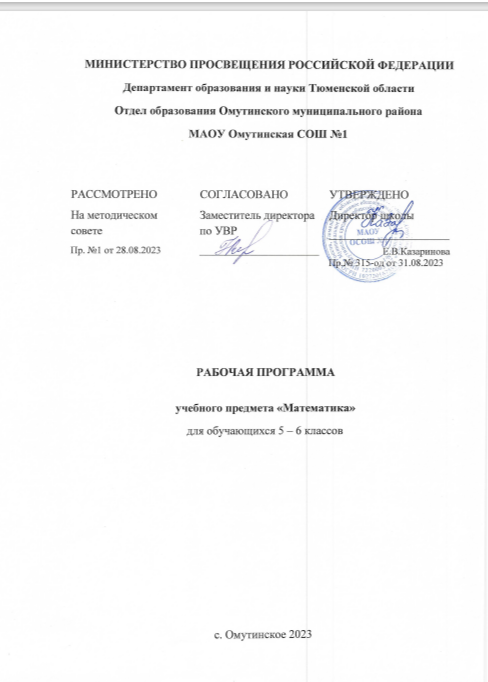 МИНИСТЕРСТВО ПРОСВЕЩЕНИЯ РОССИЙСКОЙ ФЕДЕРАЦИИ
Департамент образования и науки Тюменской области
Отдел образования Омутинского муниципального района
МАОУ Омутинская СОШ №1
РАССМОТРЕНО
На методическом
совете
Пр. №1 от 28.08.2023
СОГЛАСОВАНО
Заместитель директора
по УВР
УТВЕРЖДЕНО
Директор школы
МАОУ
ОСОШ
Е.В.Казаринова
Пр.№ 315-од от 31.08.2023
РАБОЧАЯ ПРОГРАММА
учебного предмета «Математика»
для обучающихся 5 – 6 классов
с. Омутинское 2023